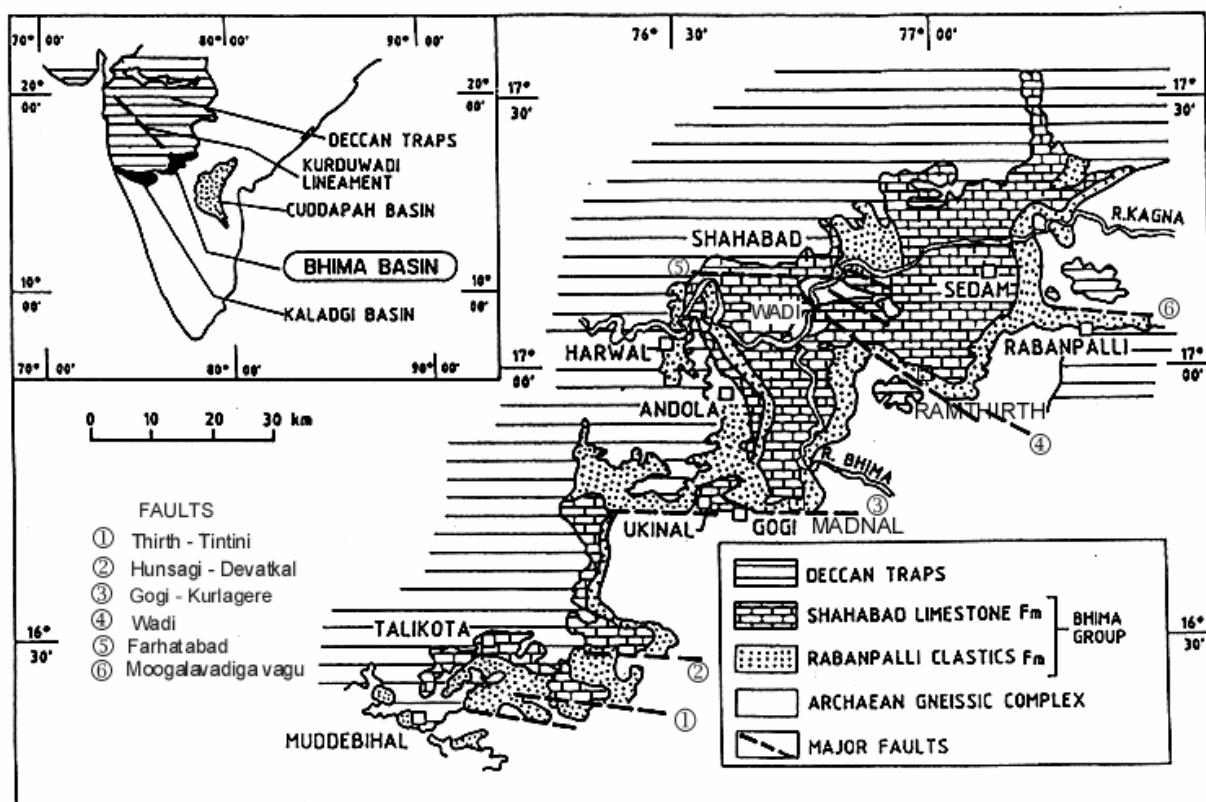 70° 00'
80° 00'
90° 00'
20° 00'
20° 00'
10° 00'
10° 00'
70° 00'
80° 00'
90° 00'
DECCAN TRAPS
KURDUWADI
LINEAMENT
CUDDAPAH BASIN
BHIMA BASIN
KALADGI BASIN
76° 30'
77° 00'
17° 30'
17° 30'
17° 00'
17° 00'
16° 30'
16° 30'
R.KAGNA
SHAHABAD
⑤
WADI
SEDAM
⑥
HARWAL
RABANPALLI
ANDOLA
RAMTHIRTH
④
R. BHIMA
③
UKINAL
GOGI
MADNAL
TALIKOTA
②
①
MUDDEBIHAL
0 10 20 30 km
FAULTS
① Thirth - Tintini
② Hunsagi - Devatkal
③ Gogi - Kurlagere
④ Wadi
⑤ Farhatabad
⑥ Moogalavadiga vagu
DECCAN TRAPS
SHAHABAD LIMESTONE Fm
RABANPALLI CLASTICS Fm
BHIMA
GROUP
ARCHAEAN GNEISSIC COMPLEX
MAJOR FAULTS